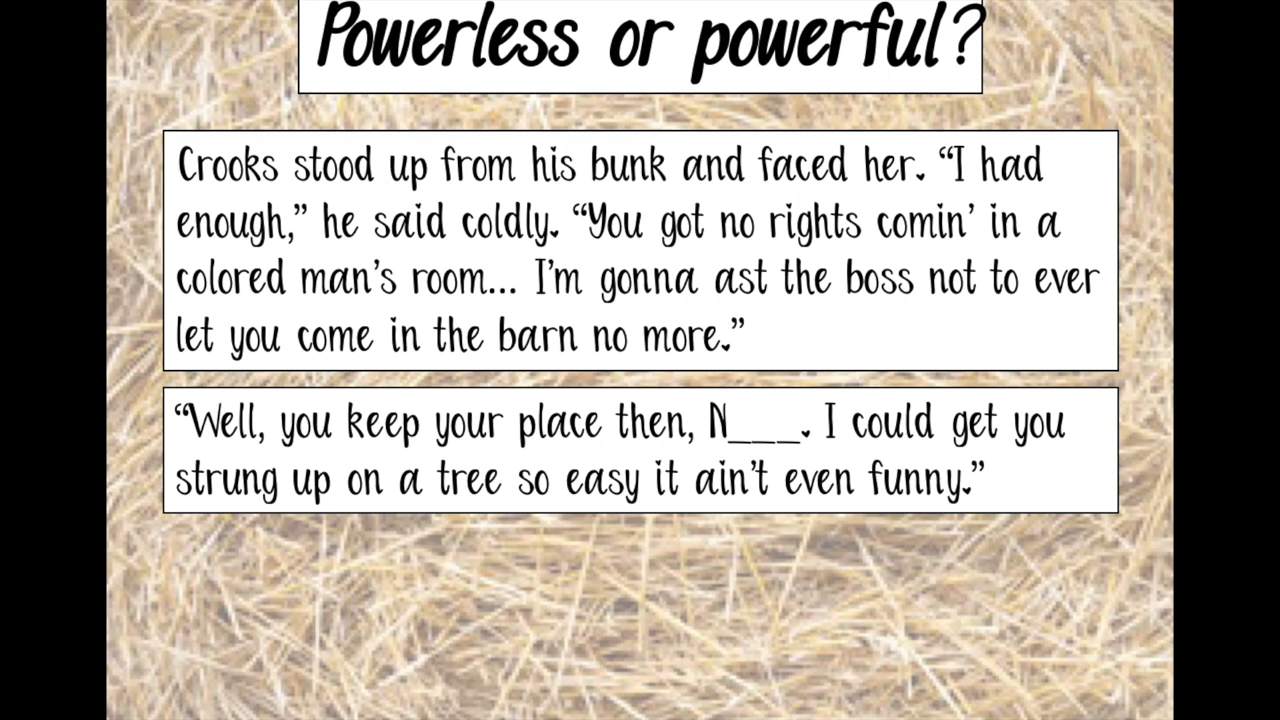 Powerless or powerful?
Crooks stood up from his bunk and faced her. “I had
enough,” he said coldly. “You got no rights comin’ in a
colored man’s room... I’m gonna ast the boss not to ever
let you come in the barn no more.”
“Well, you keep your place then, N___. I could get you
strung up on a tree so easy it ain’t even funny.”